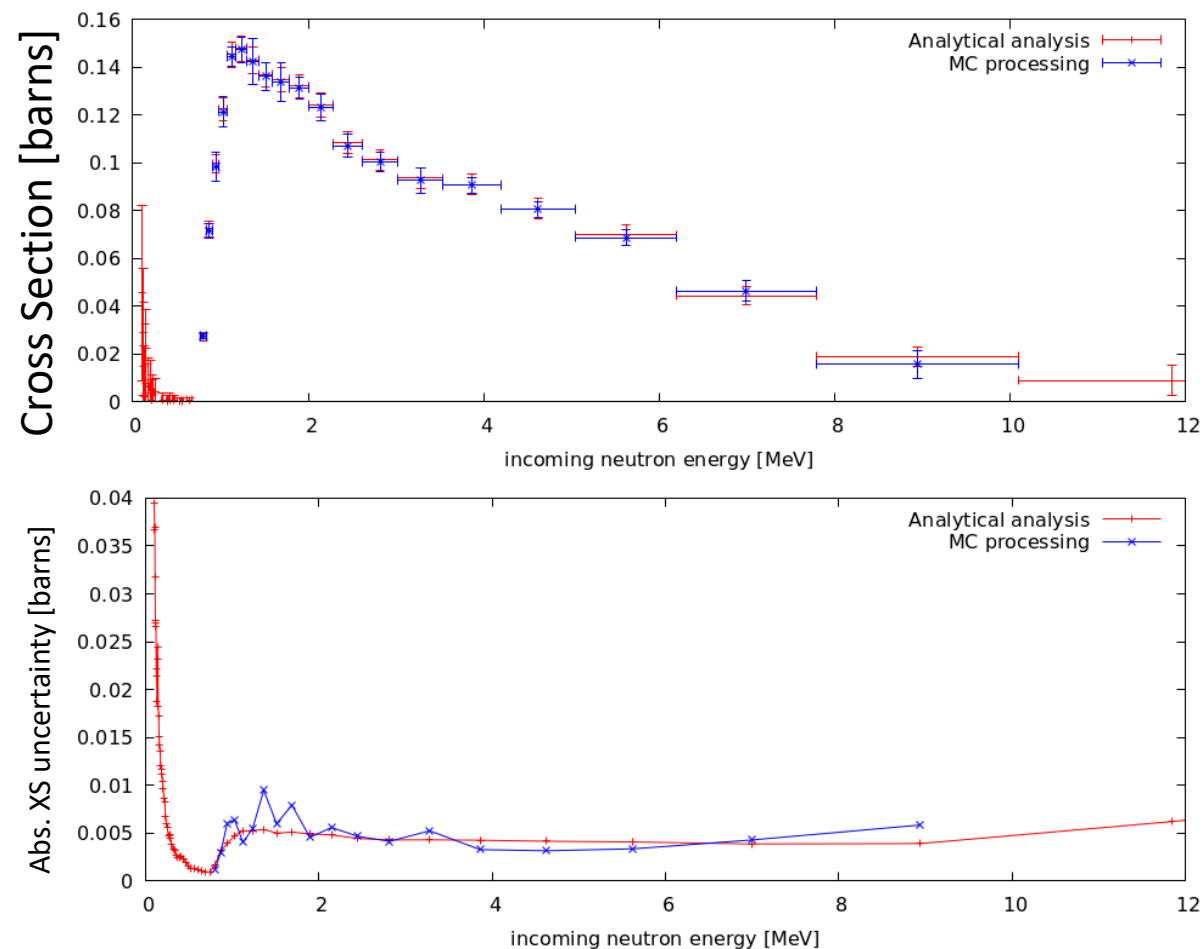 Cross Section [barns]
0.16
0.14
0.12
0.1
0.08
0.06
0.04
0.02
0
Analytical analysis
MC processing
0 2 4 6 8 10 12
incoming neutron energy [MeV]
Abs. XS uncertainty [barns]
0.04
0.035
0.03
0.025
0.02
0.015
0.01
0.005
0
Analytical analysis
MC processing
0 2 4 6 8 10 12
incoming neutron energy [MeV]